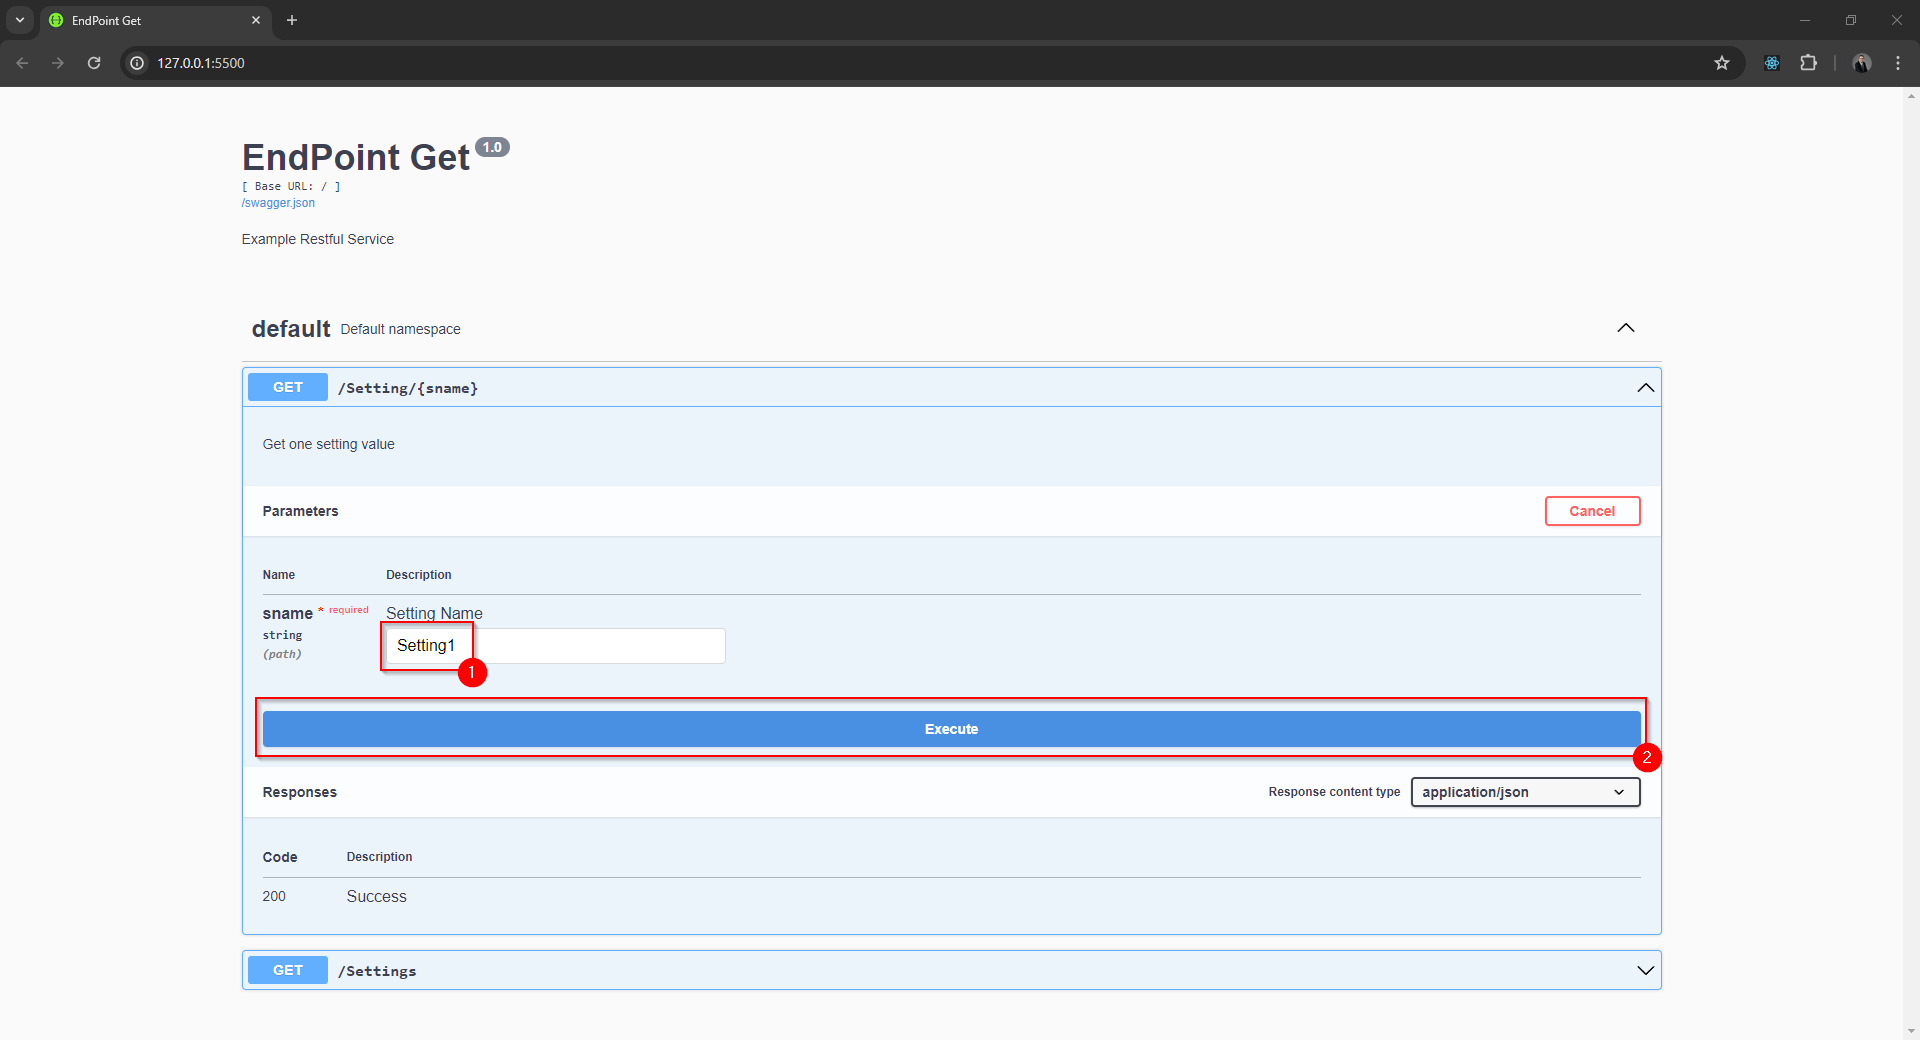 EndPoint Get
127.0.0.1:5500
EndPoint Get 1.0
[ Base URL: / ]
/swagger.json
Example Restful Service
default Default namespace
GET /Setting/{sname}
Get one setting value
Parameters Cancel
Name Description
sname * required Setting Name
string
(path)
Setting1
1
Execute
2
Responses Response content type application/json
Code Description
200 Success
GET /Settings